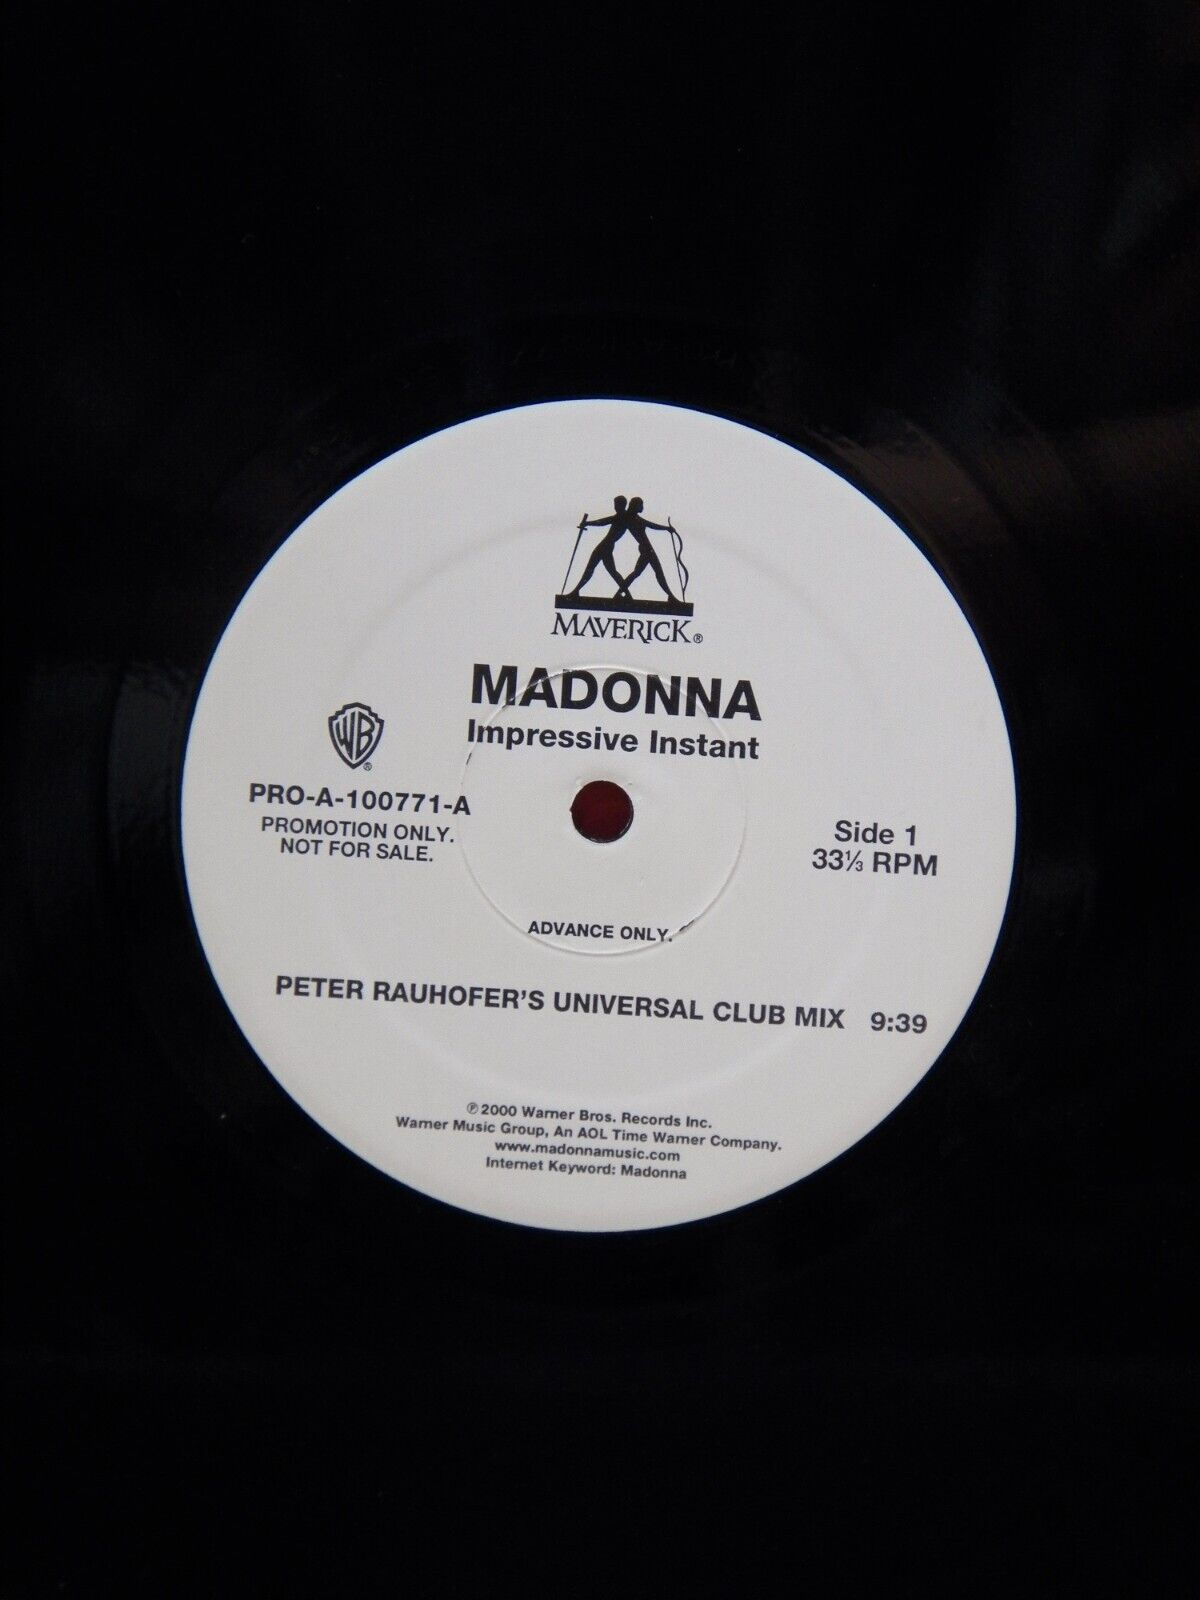 MAVERICK®
MADONNA
Impressive Instant
WB®
PRO-A-100771-A
PROMOTION ONLY.
NOT FOR SALE.
Side 1
33⅓ RPM
ADVANCE ONLY.
PETER RAUHOFER'S UNIVERSAL CLUB MIX 9:39
℗ 2000 Warner Bros. Records Inc.
Warner Music Group, An AOL Time Warner Company.
www.madonnamusic.com
Internet Keyword: Madonna